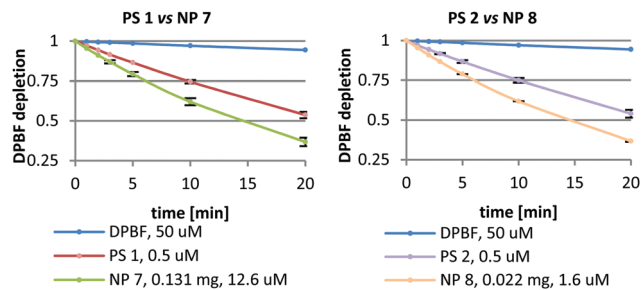 PS 1 vs NP 7
DPBF depletion
1
0.75
0.5
0.25
0
5
10
15
20
time [min]
DPBF, 50 uM
PS 1, 0.5 uM
NP 7, 0.131 mg, 12.6 uM
PS 2 vs NP 8
DPBF depletion
1
0.75
0.5
0.25
0
5
10
15
20
time [min]
DPBF, 50 uM
PS 2, 0.5 uM
NP 8, 0.022 mg, 1.6 uM